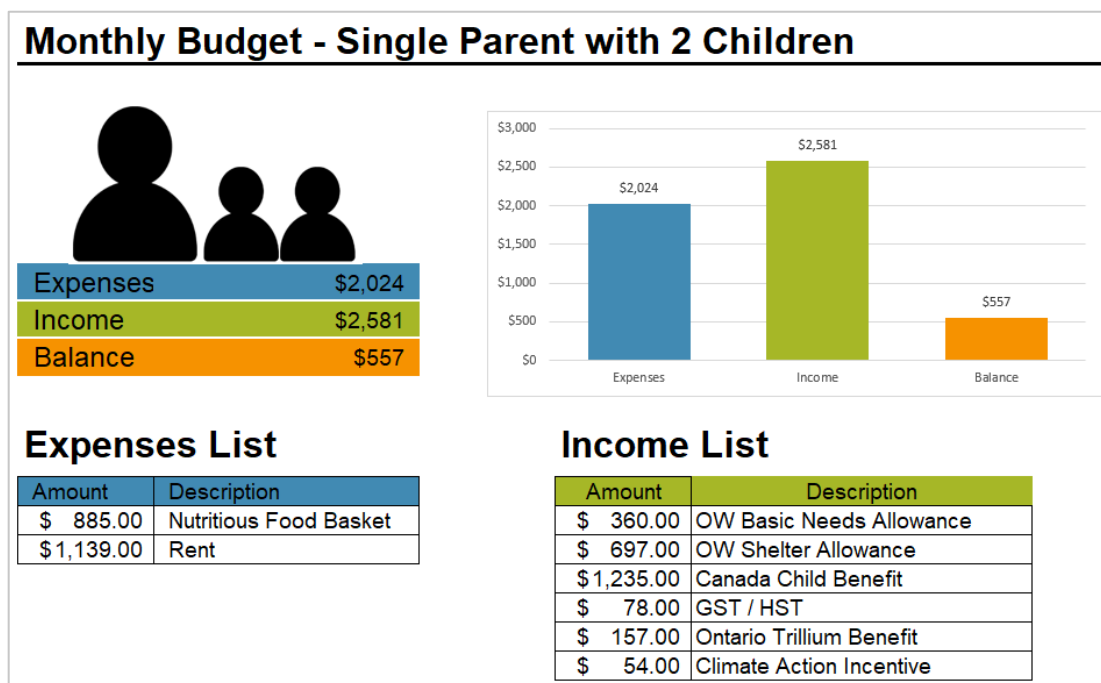 Monthly Budget - Single Parent with 2 Children
Expenses $2,024
Income $2,581
Balance $557
$3,000
$2,500
$2,000
$1,500
$1,000
$500
$0
$2,024
$2,581
$557
Expenses Income Balance
Expenses List
Amount Description
$ 885.00 Nutritious Food Basket
$1,139.00 Rent
Income List
Amount Description
$ 360.00 OW Basic Needs Allowance
$ 697.00 OW Shelter Allowance
$1,235.00 Canada Child Benefit
$ 78.00 GST / HST
$ 157.00 Ontario Trillium Benefit
$ 54.00 Climate Action Incentive